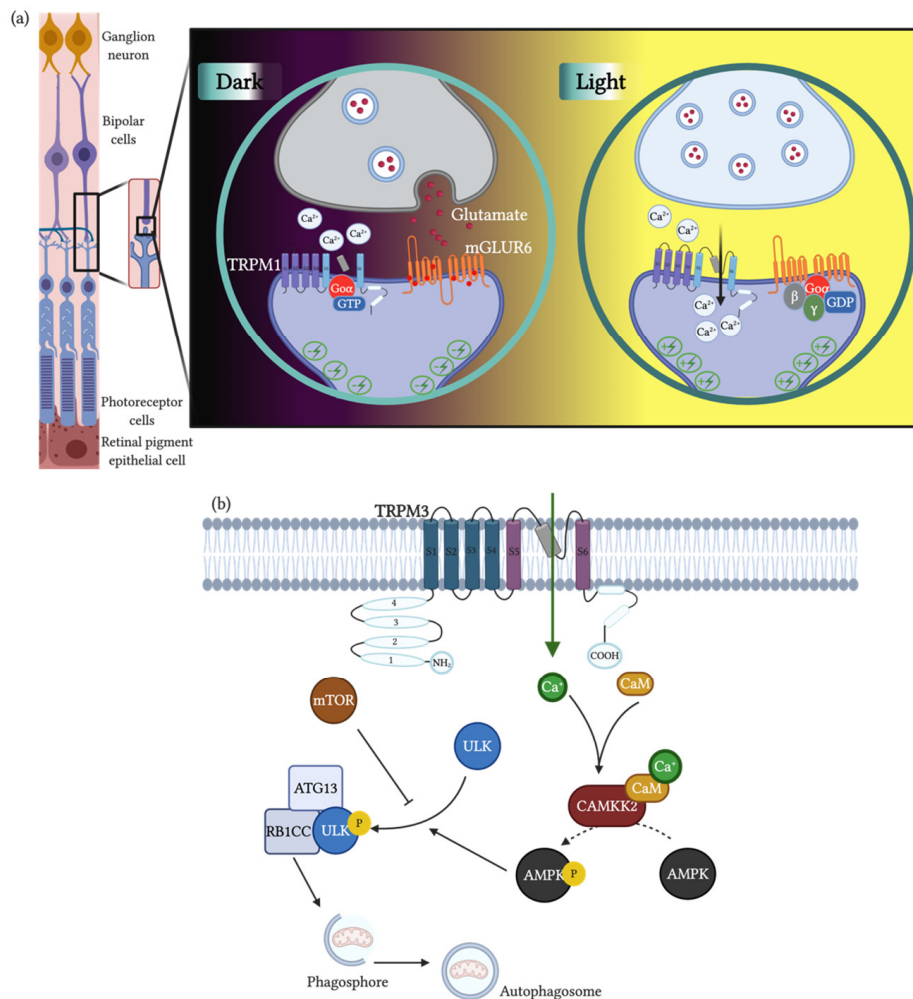 (a)
Ganglion
neuron
Bipolar
cells
Photoreceptor
cells
Retinal pigment
epithelial cell
Dark
Light
Glutamate
mGLUR6
Ca²⁺
Ca²⁺
Ca²⁺
TRPM1
Goα
GTP
Ca²⁺
Ca²⁺
Ca²⁺
Ca²⁺
Ca²⁺
β
Goα
γ
GDP
(b)
TRPM3
S1
S2
S3
S4
S5
S6
4
3
2
1
NH₂
COOH
mTOR
Ca⁺
CaM
ULK
ATG13
RB1CC
ULK
P
Ca⁺
CaM
CAMKK2
AMPK
P
AMPK
Phagosphore
Autophagosome